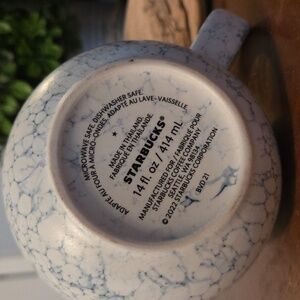 MICROWAVE SAFE. DISHWASHER SAFE.
ADAPTÉ AU FOUR À MICRO-ONDES. ADAPTÉ AU LAVE-VAISSELLE.
MADE IN THAILAND.
FABRIQUÉ EN THAÏLANDE.
STARBUCKS®
14 fl. oz / 414 mL
MANUFACTURED FOR / FABRIQUÉ POUR
STARBUCKS COFFEE COMPANY
SEATTLE, WA 98134
©2022 STARBUCKS CORPORATION
BVD 21